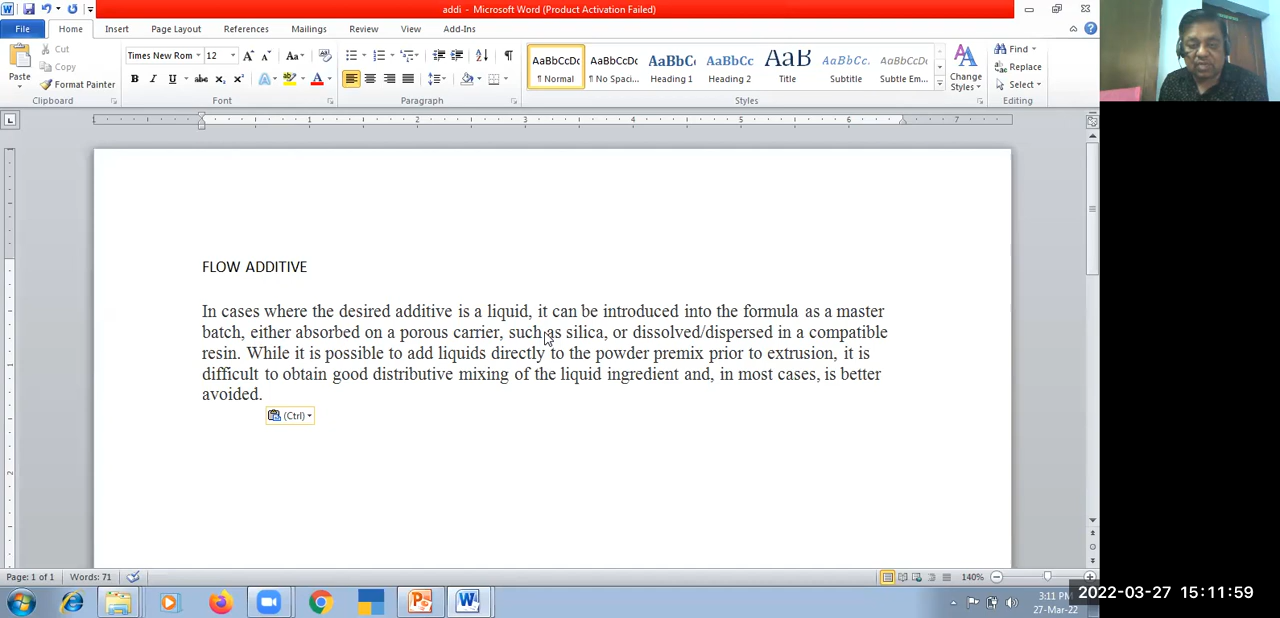 addi - Microsoft Word (Product Activation Failed)
File Home Insert Page Layout References Mailings Review View Add-Ins
Paste
Cut
Copy
Format Painter
Clipboard
Times New Rom 12
Font
Paragraph
AaBbCcDc AaBbCcDc AaBbC AaBbCc AaB AaBbCc. AaBbCcDc
¶ Normal ¶ No Spaci... Heading 1 Heading 2 Title Subtitle Subtle Em...
Change
Styles
Styles
Find
Replace
Select
Editing
1 2 3 4 5 6 7
FLOW ADDITIVE
In cases where the desired additive is a liquid, it can be introduced into the formula as a master
batch, either absorbed on a porous carrier, such as silica, or dissolved/dispersed in a compatible
resin. While it is possible to add liquids directly to the powder premix prior to extrusion, it is
difficult to obtain good distributive mixing of the liquid ingredient and, in most cases, is better
avoided.
(Ctrl)
Page: 1 of 1 Words: 71
140%
3:11 PM
27-Mar-22
2022-03-27 15:11:59